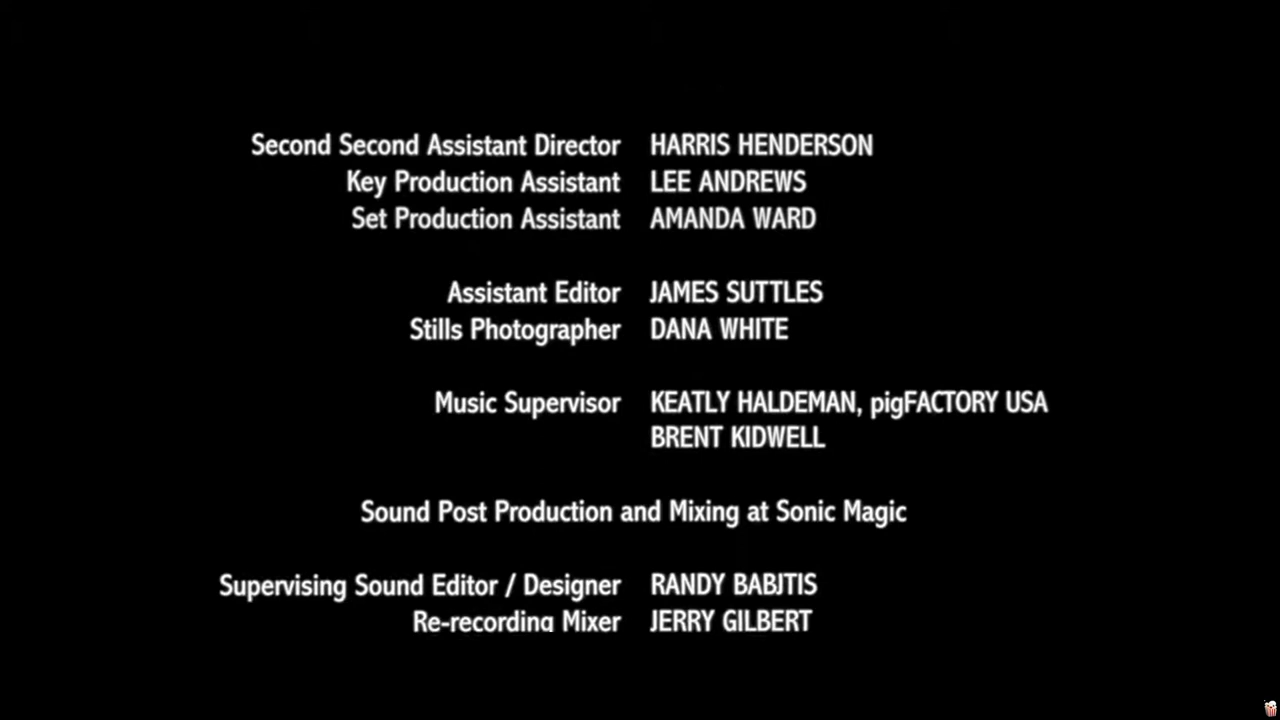 Second Second Assistant Director HARRIS HENDERSON
Key Production Assistant LEE ANDREWS
Set Production Assistant AMANDA WARD
Assistant Editor JAMES SUTTLES
Stills Photographer DANA WHITE
Music Supervisor KEATLY HALDEMAN, pigFACTORY USA
BRENT KIDWELL
Sound Post Production and Mixing at Sonic Magic
Supervising Sound Editor / Designer RANDY BABJTIS
Re-recording Mixer JERRY GILBERT